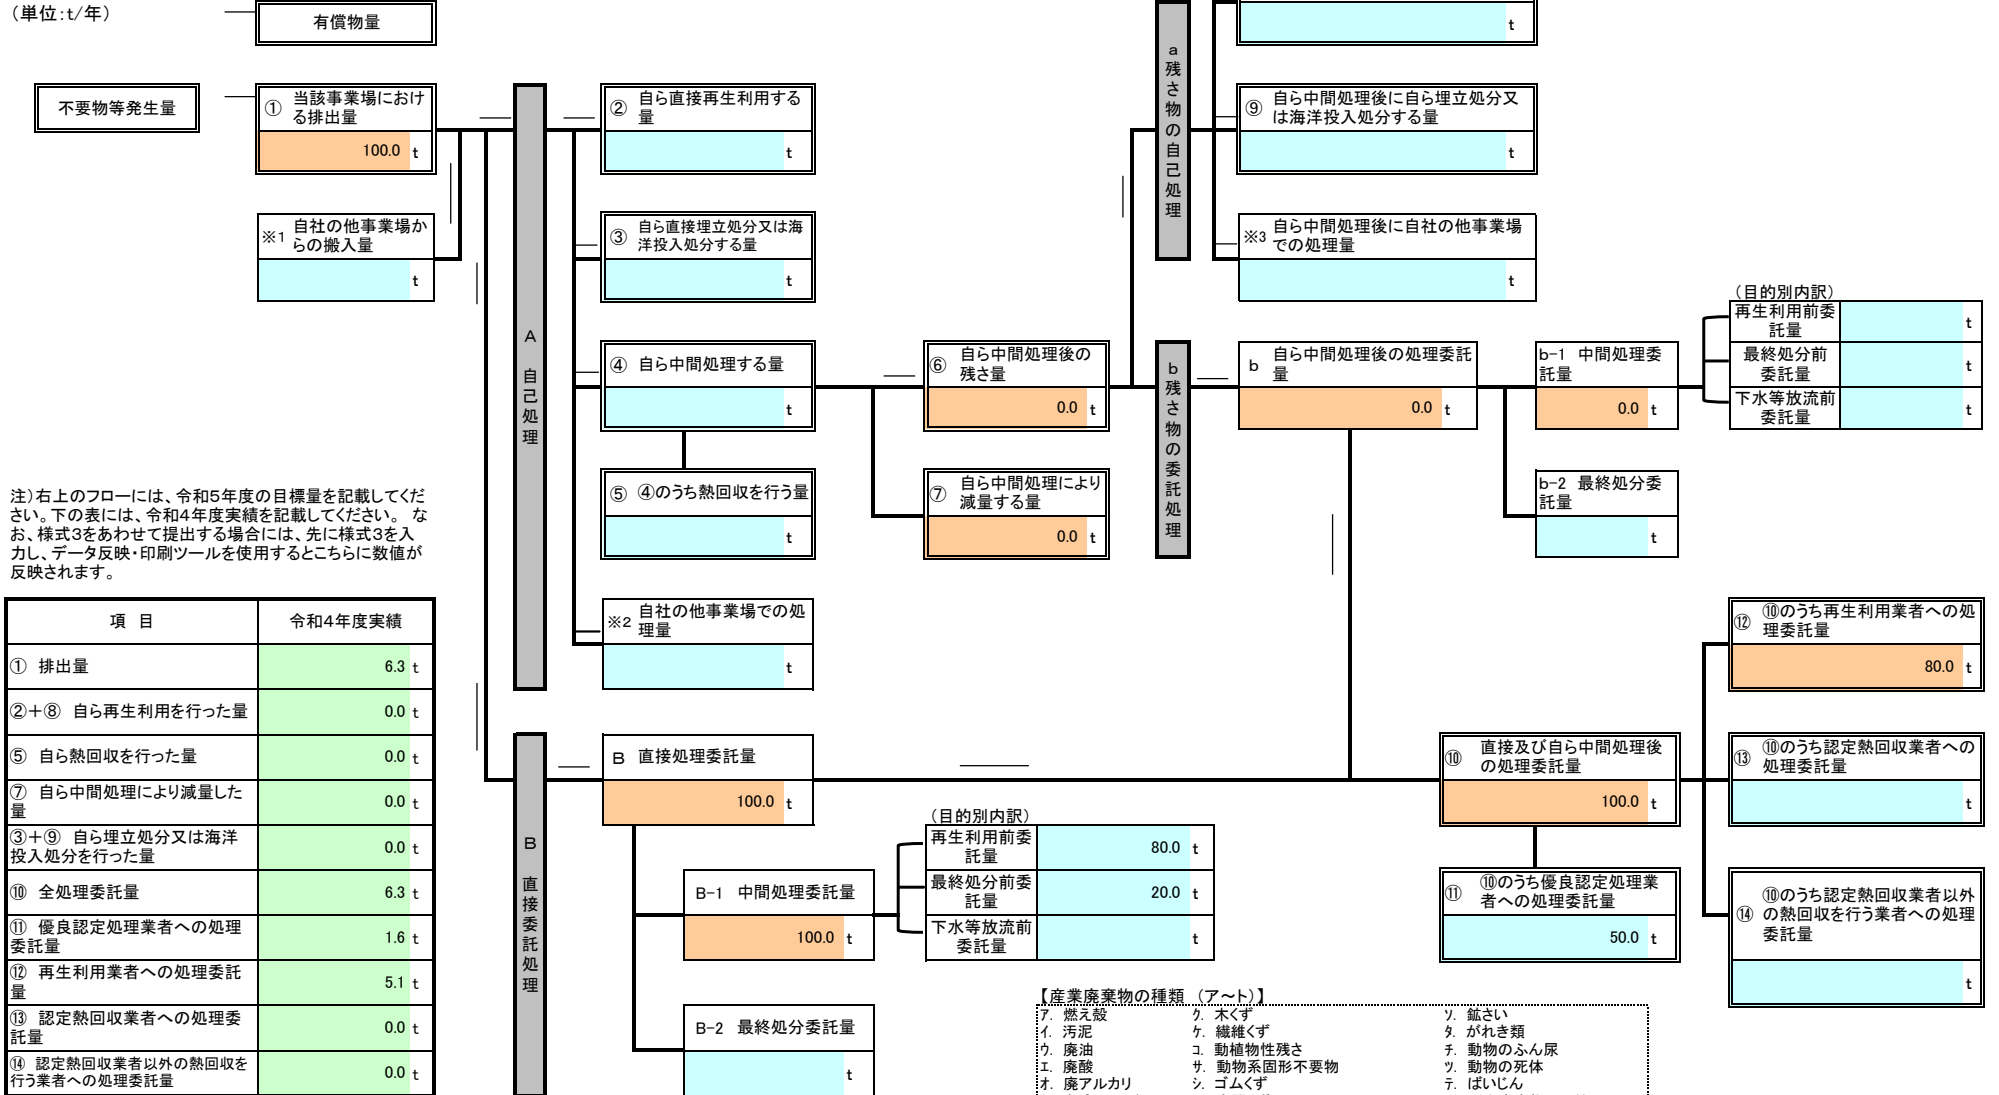 (単位:t/年)
有償物量
不要物等発生量
① 当該事業場におけ
る排出量
100.0 t
※1 自社の他事業場か
らの搬入量
t
A 自己処理
② 自ら直接再生利用する
量
t
③ 自ら直接埋立処分又は海
洋投入処分する量
t
④ 自ら中間処理する量
t
⑤ ④のうち熱回収を行う量
t
※2 自社の他事業場での処
理量
t
⑥ 自ら中間処理後の
残さ量
0.0 t
⑦ 自ら中間処理により
減量する量
0.0 t
a 残さ物の自己処理
t
⑨ 自ら中間処理後に自ら埋立処分又
は海洋投入処分する量
t
※3 自ら中間処理後に自社の他事業場
での処理量
t
b 残さ物の委託処理
b 自ら中間処理後の処理委託
量
0.0 t
b-1 中間処理委
託量
0.0 t
b-2 最終処分委
託量
t
(目的別内訳)
再生利用前委
託量
t
最終処分前
委託量
t
下水等放流前
委託量
t
注)右上のフローには、令和5年度の目標量を記載してくだ
さい。下の表には、令和4年度実績を記載してください。 な
お、様式3をあわせて提出する場合には、先に様式3を入
力し、データ反映・印刷ツールを使用するとこちらに数値が
反映されます。
項 目 令和4年度実績
① 排出量 6.3 t
②+⑧ 自ら再生利用を行った量 0.0 t
⑤ 自ら熱回収を行った量 0.0 t
⑦ 自ら中間処理により減量した
量 0.0 t
③+⑨ 自ら埋立処分又は海洋
投入処分を行った量 0.0 t
⑩ 全処理委託量 6.3 t
⑪ 優良認定処理業者への処理
委託量 1.6 t
⑫ 再生利用業者への処理委託
量 5.1 t
⑬ 認定熱回収業者への処理委
託量 0.0 t
⑭ 認定熱回収業者以外の熱回収を
行う業者への処理委託量 0.0 t
B 直接委託処理
B 直接処理委託量
100.0 t
B-1 中間処理委託量
100.0 t
B-2 最終処分委託量
t
(目的別内訳)
再生利用前委
託量
80.0 t
最終処分前委
託量
20.0 t
下水等放流前
委託量
t
⑩ 直接及び自ら中間処理後
の処理委託量
100.0 t
⑪ ⑩のうち優良認定処理業
者への処理委託量
50.0 t
⑫ ⑩のうち再生利用業者への処
理委託量
80.0 t
⑬ ⑩のうち認定熱回収業者への
処理委託量
t
⑭ ⑩のうち認定熱回収業者以外
の熱回収を行う業者への処理
委託量
t
【産業廃棄物の種類 (ア~ト)】
ア. 燃え殻 ク. 木くず ソ. 鉱さい
イ. 汚泥 ケ. 繊維くず タ. がれき類
ウ. 廃油 コ. 動植物性残さ チ. 動物のふん尿
エ. 廃酸 サ. 動物系固形不要物 ツ. 動物の死体
オ. 廃アルカリ シ. ゴムくず テ. ばいじん